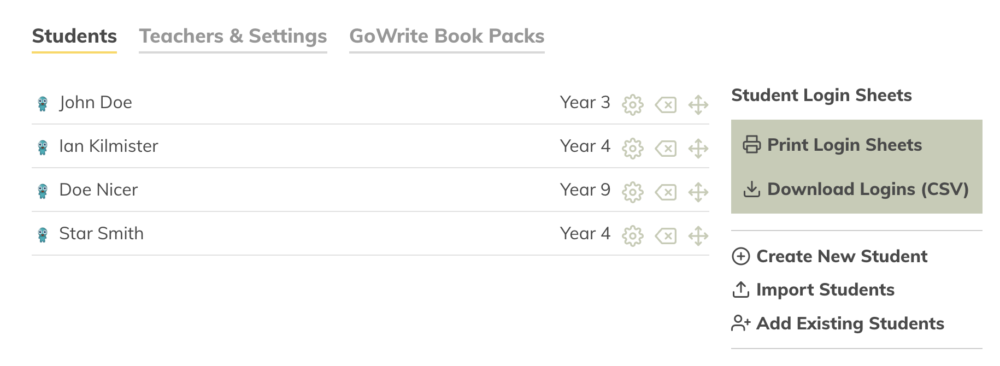 Students Teachers & Settings GoWrite Book Packs
John Doe Year 3
Ian Kilmister Year 4
Doe Nicer Year 9
Star Smith Year 4
Student Login Sheets
Print Login Sheets
Download Logins (CSV)
Create New Student
Import Students
Add Existing Students